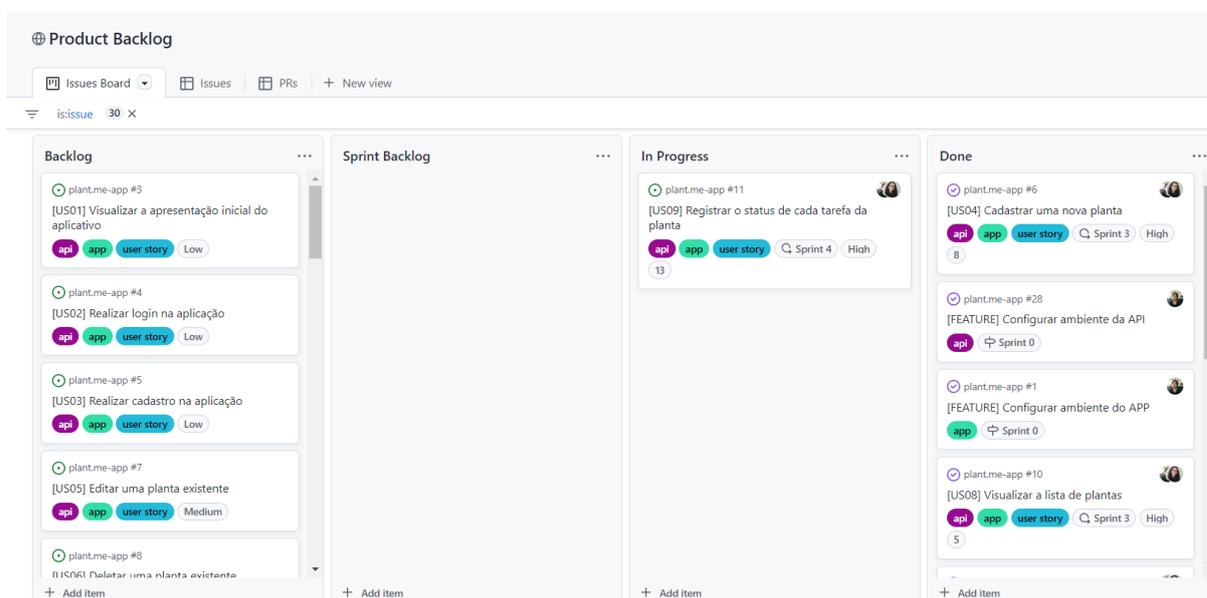 Product Backlog
Issues Board
Issues
PRs
New view
is:issue 30
Backlog
plant.me-app #3
[US01] Visualizar a apresentação inicial do
aplicativo
api app user story Low
plant.me-app #4
[US02] Realizar login na aplicação
api app user story Low
plant.me-app #5
[US03] Realizar cadastro na aplicação
api app user story Low
plant.me-app #7
[US05] Editar uma planta existente
api app user story Medium
plant.me-app #8
[US06] Deletar uma planta existente
Add item
Sprint Backlog
Add item
In Progress
plant.me-app #11
[US09] Registrar o status de cada tarefa da
planta
api app user story Sprint 4 High
13
Add item
Done
plant.me-app #6
[US04] Cadastrar uma nova planta
api app user story Sprint 3 High
8
plant.me-app #28
[FEATURE] Configurar ambiente da API
api Sprint 0
plant.me-app #1
[FEATURE] Configurar ambiente do APP
app Sprint 0
plant.me-app #10
[US08] Visualizar a lista de plantas
api app user story Sprint 3 High
5
Add item